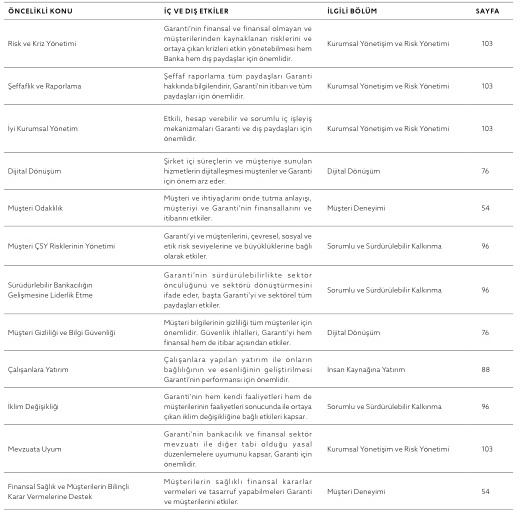 ÖNCELİKLİ KONU İÇ VE DIŞ ETKİLER İLGİLİ BÖLÜM SAYFA
Garanti'nin finansal ve finansal olmayan ve
müşterilerinden kaynaklanan risklerini ve
Risk ve Kriz Yönetimi Kurumsal Yönetişim ve Risk Yönetimi 103
ortaya çıkan krizleri etkin yönetebilmesi hem
Banka hem dış paydaşlar için önemlidir.
Şeffaf raporlama tüm paydaşları Garanti
Şeffaflık ve Raporlama hakkında bilgilendirir, Garanti'nin itibarı ve tüm Kurumsal Yönetişim ve Risk Yönetimi 103
paydaşları için önemlidir.
Etkili, hesap verebilir ve sorumlu iç işleyiş
İyi Kurumsal Yönetim mekanizmaları Garanti ve dış paydaşları için Kurumsal Yönetişim ve Risk Yönetimi 103
önemlidir.
Şirket içi süreçlerin ve müşteriye sunulan
Dijital Dönüşüm hizmetlerin dijitalleşmesi müşteriler ve Garanti Dijital Dönüşüm 76
için önem arz eder.
Müşteri ve ihtiyaçlarını önde tutma anlayışı,
Müşteri Odaklılık müşteriyi ve Garanti'nin finansallarını ve Müşteri Deneyimi 54
itibarını etkiler.
Garanti'yi ve müşterilerini, çevresel, sosyal ve
Müşteri ÇSY Risklerinin Yönetimi etik risk seviyelerine ve büyüklüklerine bağlı Sorumlu ve Sürdürülebilir Kalkınma 96
olarak etkiler.
Garanti'nin sürdürülebilirlikte sektör
Sürdürülebilir Bankacılığın öncülüğünü ve sektörü dönüştürmesini
Gelişmesine Liderlik Etme ifade eder, başta Garanti'yi ve sektörel tüm Sorumlu ve Sürdürülebilir Kalkınma 96
paydaşları etkiler.
Müşteri bilgilerinin gizliliği tüm müşteriler için
Müşteri Gizliliği ve Bilgi Güvenliği önemlidir. Güvenlik ihlalleri, Garanti'yi hem Dijital Dönüşüm 76
finansal hem de itibar açısından etkiler.
Çalışanlara yapılan yatırım ile onların
Çalışanlara Yatırım bağlılığının ve esenliğinin geliştirilmesi İnsan Kaynağına Yatırım 88
Garanti'nin performansı için önemlidir.
Garanti'nın hem kendi faaliyetleri hem de
İklim Değişikliği müşterilerinin faaliyetleri sonucunda ile ortaya Sorumlu ve Sürdürülebilir Kalkınma 96
çıkan iklim değişikliğine bağlı etkileri kapsar.
Garanti'nin bankacılık ve finansal sektör
mevzuatı ile diğer tabi olduğu yasal
Mevzuata Uyum Kurumsal Yönetişim ve Risk Yönetimi 103
düzenlemelere uyumunu kapsar, Garanti için
önemlidir.
Müşterilerin sağlıklı finansal kararlar
Finansal Sağlık ve Müşterilerin Bilinçli
vermeleri ve tasarruf yapabilmeleri Garanti Müşteri Deneyimi 54
Karar Vermelerine Destek
ve müşterilerini etkiler.